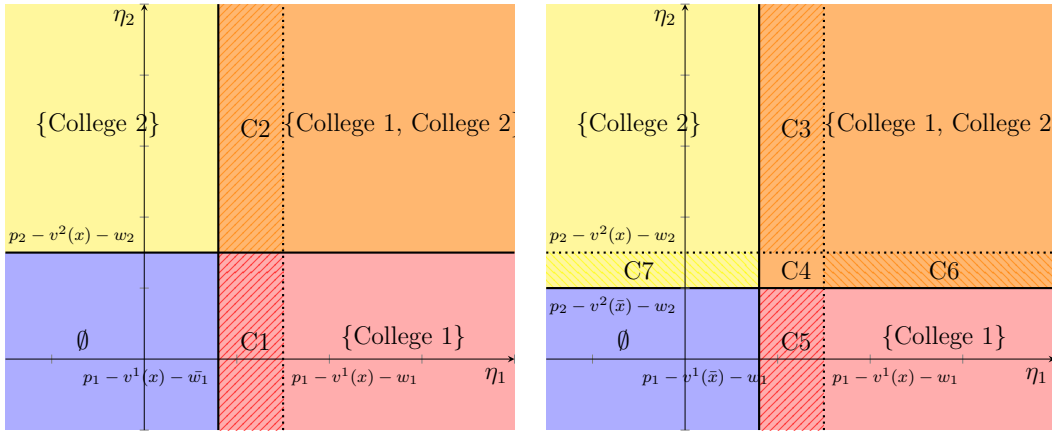 η₂
{College 2}
C2
{College 1, College 2}
p₂ − v²(x) − w₂
∅
C1
{College 1}
p₁ − v¹(x) − w̄₁
p₁ − v¹(x) − w₁
η₁
η₂
{College 2}
C3
{College 1, College 2
p₂ − v²(x) − w₂
C7
C4
C6
p₂ − v²(x̄) − w₂
∅
C5
{College 1}
p₁ − v¹(x̄) − w₁
p₁ − v¹(x) − w₁
η₁